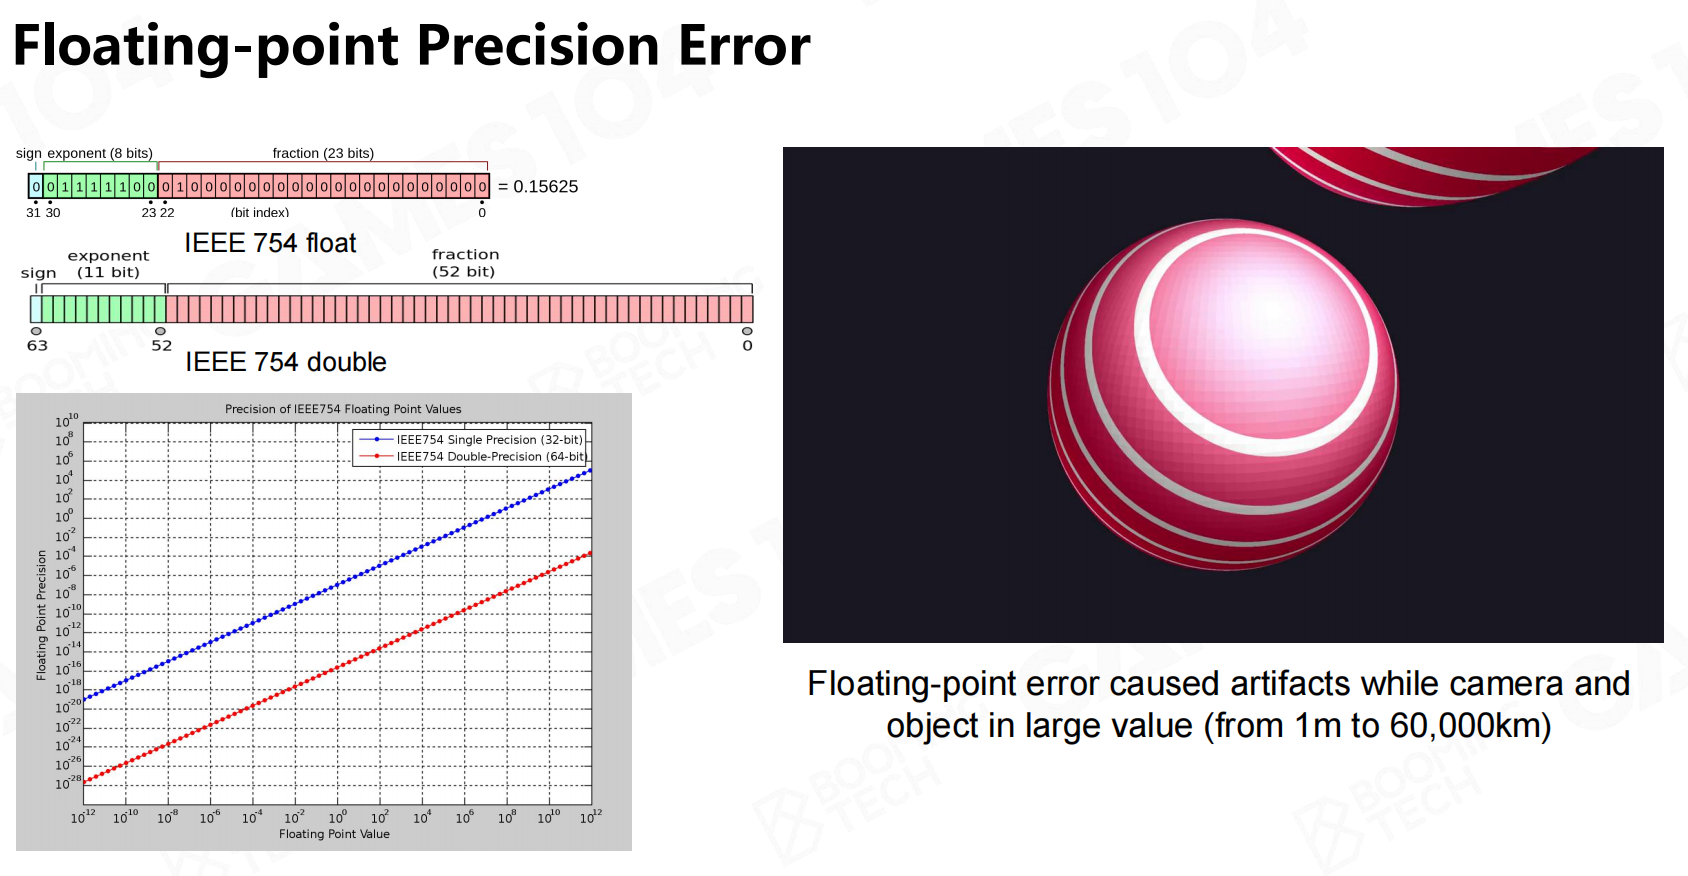 Floating-point Precision Error
sign exponent (8 bits) fraction (23 bits)
0 0 1 1 1 1 1 0 0 0 1 0 0 0 0 0 0 0 0 0 0 0 0 0 0 0 0 0 0 0 0 0 = 0.15625
31 30 23 22 (bit index) 0
IEEE 754 float
exponent fraction
sign (11 bit) (52 bit)
63 52 0
IEEE 754 double
Precision of IEEE754 Floating Point Values
IEEE754 Single Precision (32-bit)
IEEE754 Double-Precision (64-bit)
Floating Point Precision
10^10
10^8
10^6
10^4
10^2
10^0
10^-2
10^-4
10^-6
10^-8
10^-10
10^-12
10^-14
10^-16
10^-18
10^-20
10^-22
10^-24
10^-26
10^-28
10^-12 10^-10 10^-8 10^-6 10^-4 10^-2 10^0 10^2 10^4 10^6 10^8 10^10 10^12
Floating Point Value
Floating-point error caused artifacts while camera and
object in large value (from 1m to 60,000km)
GAMES 104
BOOMING
TECH